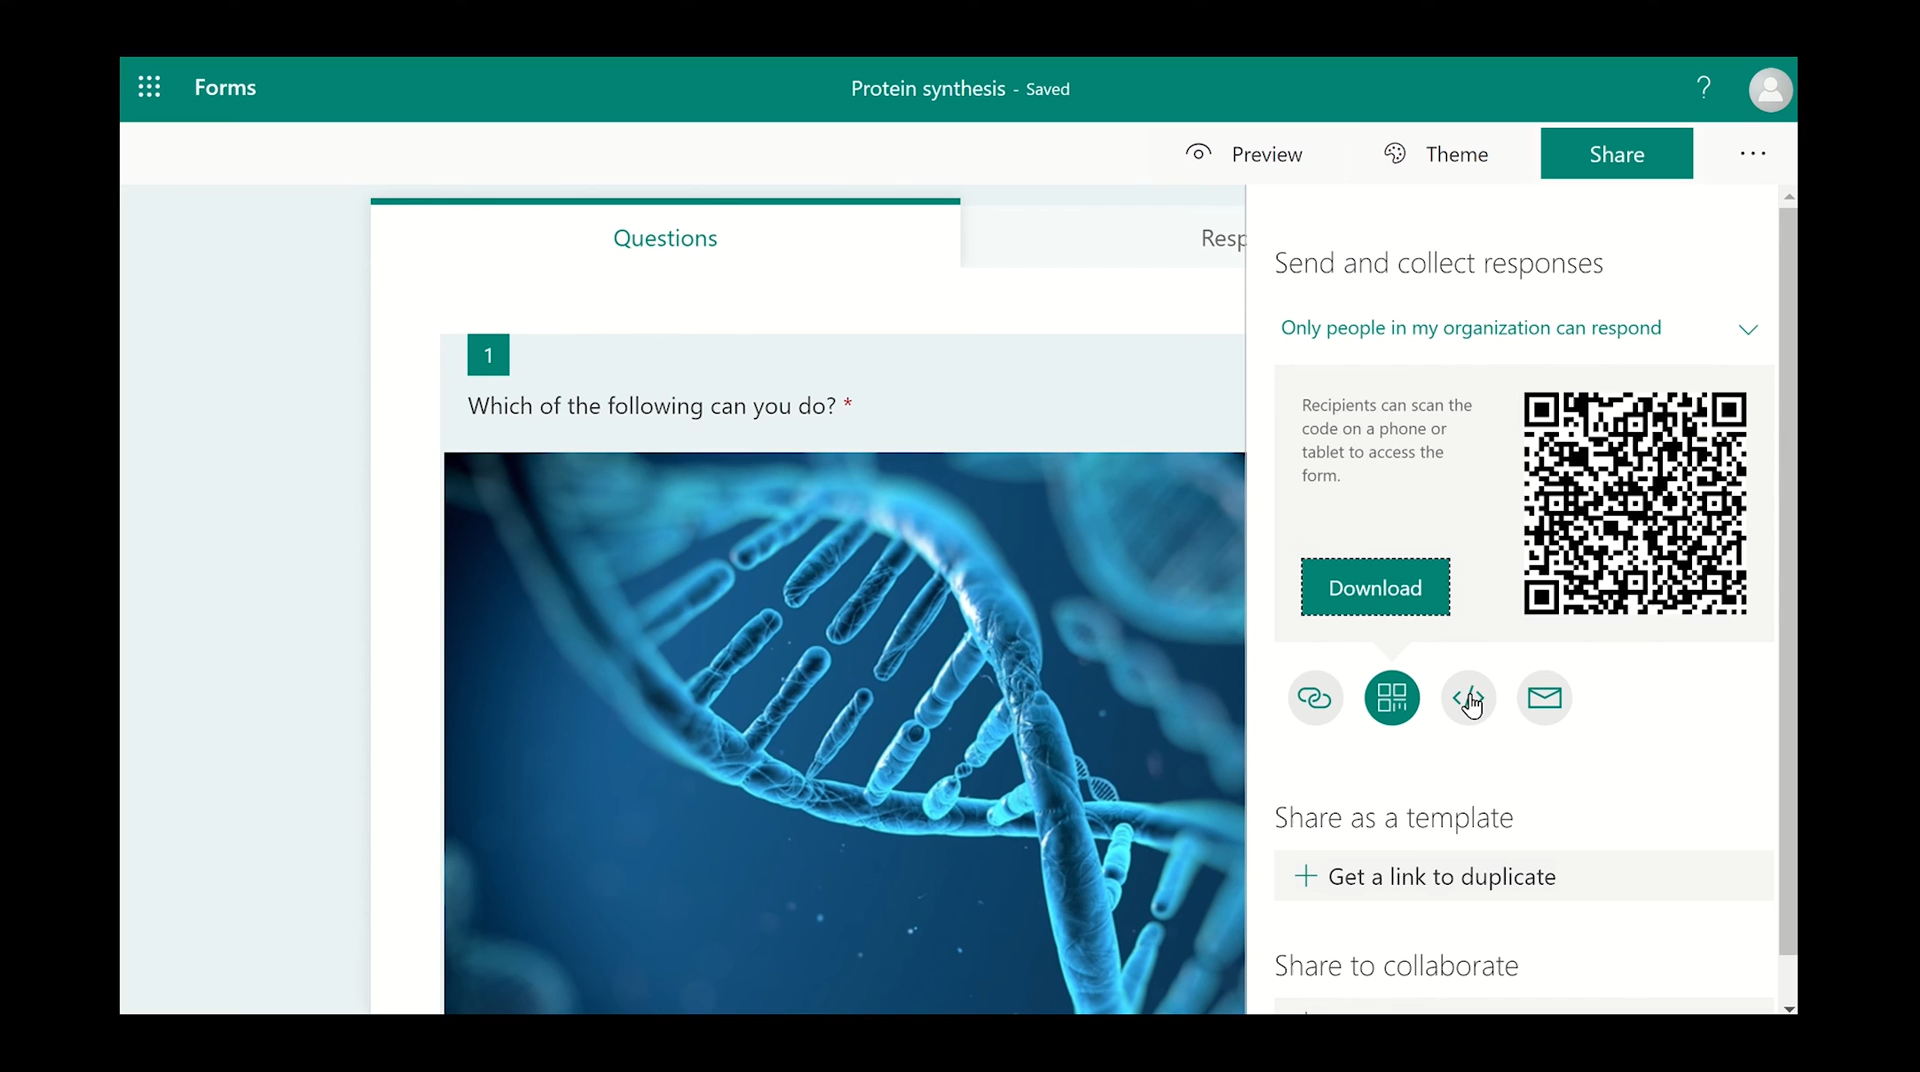 Forms
Protein synthesis - Saved
?
Preview
Theme
Share
...
Questions
Send and collect responses
Only people in my organization can respond
1
Which of the following can you do? *
Recipients can scan the
code on a phone or
tablet to access the
form.
Download
Share as a template
+ Get a link to duplicate
Share to collaborate